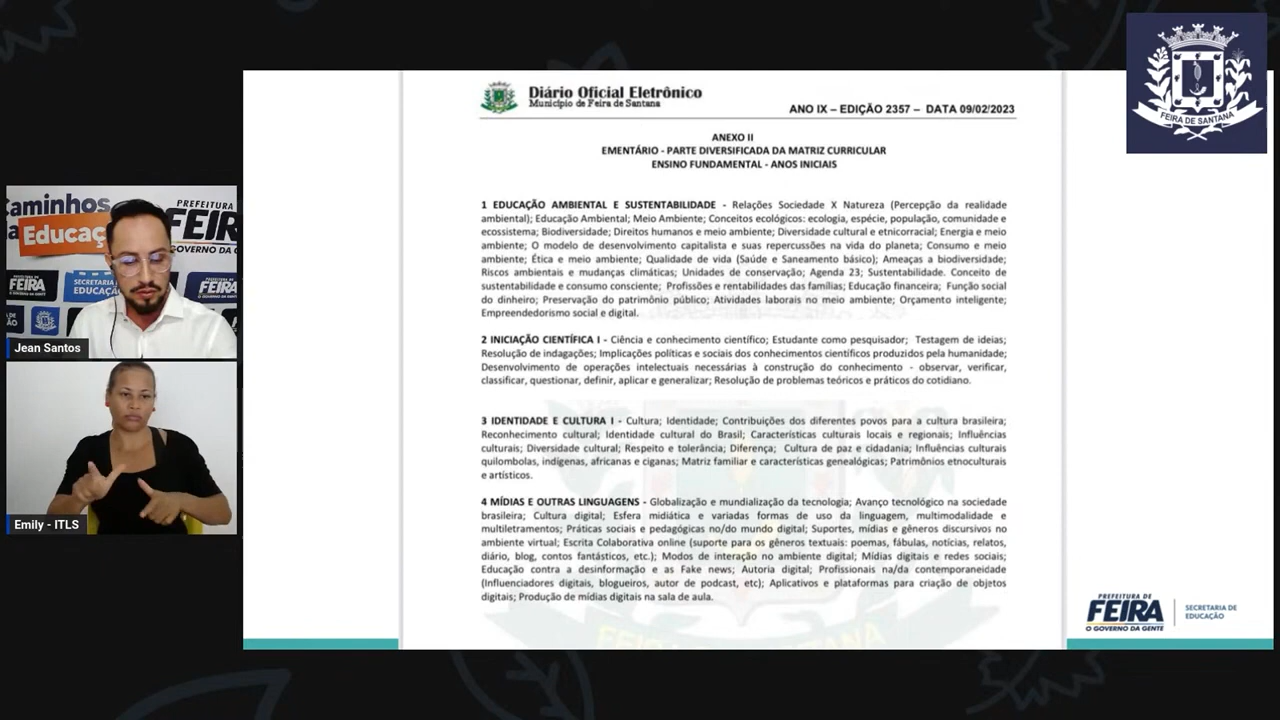 FEIRA DE SANTANA
Diário Oficial Eletrônico
Município de Feira de Santana
ANO IX – EDIÇÃO 2357 – DATA 09/02/2023
ANEXO II
EMENTÁRIO - PARTE DIVERSIFICADA DA MATRIZ CURRICULAR
ENSINO FUNDAMENTAL - ANOS INICIAIS
1 EDUCAÇÃO AMBIENTAL E SUSTENTABILIDADE - Relações Sociedade X Natureza (Percepção da realidade
ambiental); Educação Ambiental; Meio Ambiente; Conceitos ecológicos: ecologia, espécie, população, comunidade e
ecossistema; Biodiversidade; Direitos humanos e meio ambiente; Diversidade cultural e etnicorracial; Energia e meio
ambiente; O modelo de desenvolvimento capitalista e suas repercussões na vida do planeta; Consumo e meio
ambiente; Ética e meio ambiente; Qualidade de vida (Saúde e Saneamento básico); Ameaças a biodiversidade;
Riscos ambientais e mudanças climáticas; Unidades de conservação; Agenda 23; Sustentabilidade. Conceito de
sustentabilidade e consumo consciente; Profissões e rentabilidades das famílias; Educação financeira; Função social
do dinheiro; Preservação do patrimônio público; Atividades laborais no meio ambiente; Orçamento inteligente;
Empreendedorismo social e digital.
2 INICIAÇÃO CIENTÍFICA I - Ciência e conhecimento científico; Estudante como pesquisador; Testagem de ideias;
Resolução de indagações; Implicações políticas e sociais dos conhecimentos científicos produzidos pela humanidade;
Desenvolvimento de operações intelectuais necessárias à construção do conhecimento - observar, verificar,
classificar, questionar, definir, aplicar e generalizar; Resolução de problemas teóricos e práticos do cotidiano.
3 IDENTIDADE E CULTURA I - Cultura; Identidade; Contribuições dos diferentes povos para a cultura brasileira;
Reconhecimento cultural; Identidade cultural do Brasil; Características culturais locais e regionais; Influências
culturais; Diversidade cultural; Respeito e tolerância; Diferença; Cultura de paz e cidadania; Influências culturais
quilombolas, indígenas, africanas e ciganas; Matriz familiar e características genealógicas; Patrimônios etnoculturais
e artísticos.
4 MÍDIAS E OUTRAS LINGUAGENS - Globalização e mundialização da tecnologia; Avanço tecnológico na sociedade
brasileira; Cultura digital; Esfera midiática e variadas formas de uso da linguagem, multimodalidade e
multiletramentos; Práticas sociais e pedagógicas no/do mundo digital; Suportes, mídias e gêneros discursivos no
ambiente virtual; Escrita Colaborativa online (suporte para os gêneros textuais: poemas, fábulas, notícias, relatos,
diário, blog, contos fantásticos, etc.); Modos de interação no ambiente digital; Mídias digitais e redes sociais;
Educação contra a desinformação e as Fake news; Autoria digital; Profissionais na/da contemporaneidade
(Influenciadores digitais, blogueiros, autor de podcast, etc); Aplicativos e plataformas para criação de objetos
digitais; Produção de mídias digitais na sala de aula.
caminhos
da Educaç
PREFEITURA
FEIR
GOVERNO DA GENTE
FEIRA
SECRETARIA
EDUCAÇÃO
FEIRA
Jean Santos
Emily - ITLS
PREFEITURA DE
FEIRA
O GOVERNO DA GENTE
SECRETARIA DE
EDUCAÇÃO